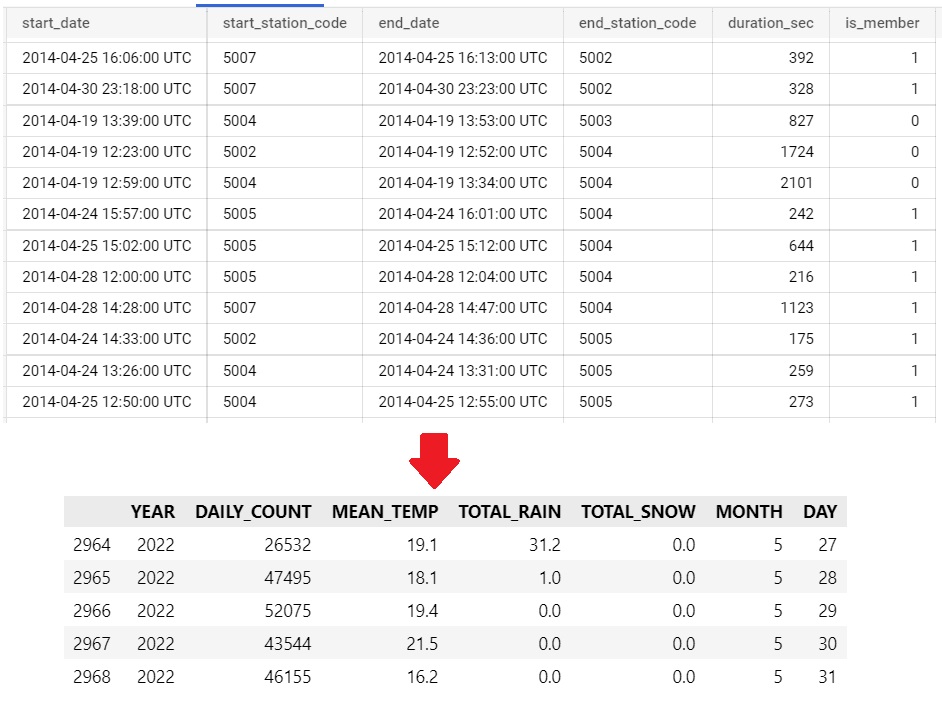 start_date start_station_code end_date end_station_code duration_sec is_member
2014-04-25 16:06:00 UTC 5007 2014-04-25 16:13:00 UTC 5002 392 1
2014-04-30 23:18:00 UTC 5007 2014-04-30 23:23:00 UTC 5002 328 1
2014-04-19 13:39:00 UTC 5004 2014-04-19 13:53:00 UTC 5003 827 0
2014-04-19 12:23:00 UTC 5002 2014-04-19 12:52:00 UTC 5004 1724 0
2014-04-19 12:59:00 UTC 5004 2014-04-19 13:34:00 UTC 5004 2101 0
2014-04-24 15:57:00 UTC 5005 2014-04-24 16:01:00 UTC 5004 242 1
2014-04-25 15:02:00 UTC 5005 2014-04-25 15:12:00 UTC 5004 644 1
2014-04-28 12:00:00 UTC 5005 2014-04-28 12:04:00 UTC 5004 216 1
2014-04-28 14:28:00 UTC 5007 2014-04-28 14:47:00 UTC 5004 1123 1
2014-04-24 14:33:00 UTC 5002 2014-04-24 14:36:00 UTC 5005 175 1
2014-04-24 13:26:00 UTC 5004 2014-04-24 13:31:00 UTC 5005 259 1
2014-04-25 12:50:00 UTC 5004 2014-04-25 12:55:00 UTC 5005 273 1
YEAR DAILY_COUNT MEAN_TEMP TOTAL_RAIN TOTAL_SNOW MONTH DAY
2964 2022 26532 19.1 31.2 0.0 5 27
2965 2022 47495 18.1 1.0 0.0 5 28
2966 2022 52075 19.4 0.0 0.0 5 29
2967 2022 43544 21.5 0.0 0.0 5 30
2968 2022 46155 16.2 0.0 0.0 5 31